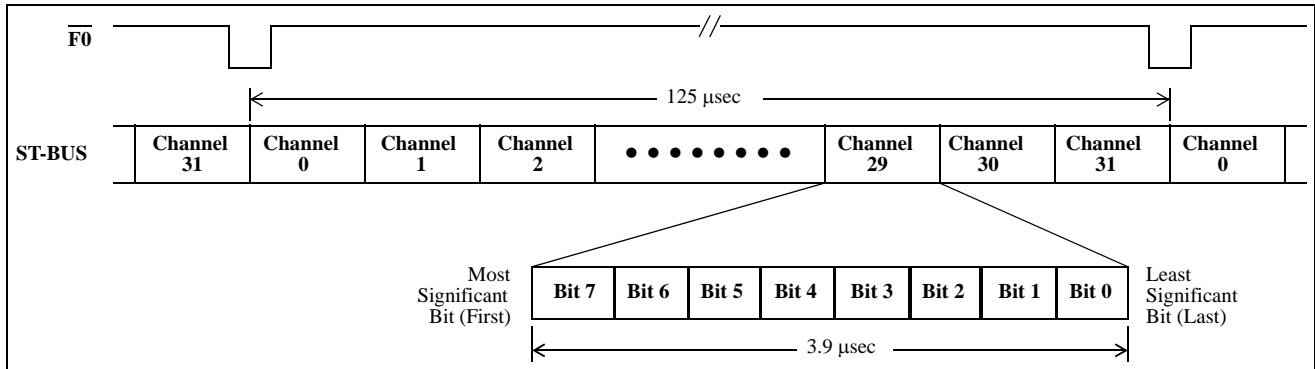 F0
125 µsec
ST-BUS
Channel 31
Channel 0
Channel 1
Channel 2
Channel 29
Channel 30
Channel 31
Channel 0
Most
Significant
Bit (First)
Bit 7
Bit 6
Bit 5
Bit 4
Bit 3
Bit 2
Bit 1
Bit 0
Least
Significant
Bit (Last)
3.9 µsec